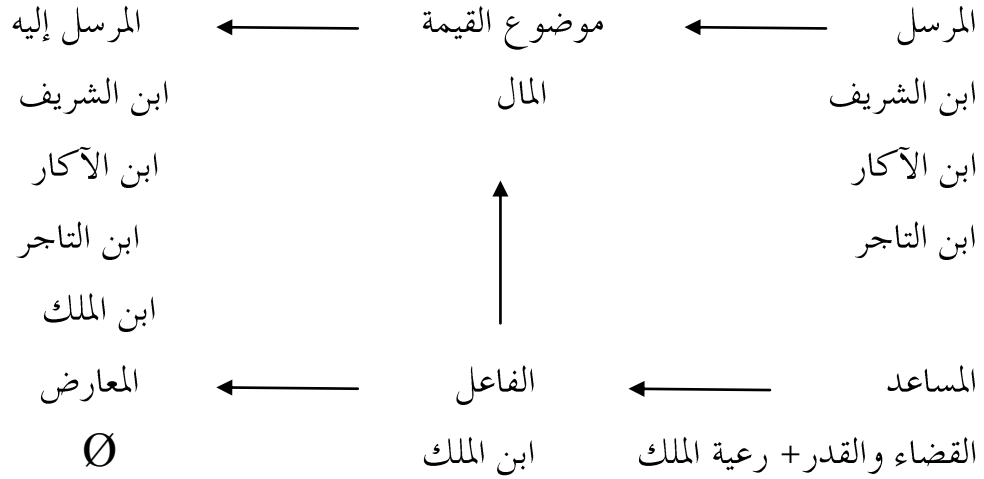 المرسل موضوع القيمة المرسل إليه
ابن الشريف المال ابن الشريف
ابن الآكار ابن الآكار
ابن التاجر ابن التاجر
ابن الملك
المساعد الفاعل المعارض
القضاء والقدر+ رعية الملك ابن الملك Ø